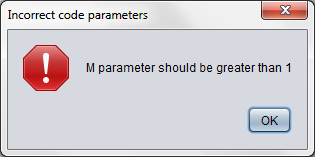 Incorrect code parameters
M parameter should be greater than 1
OK